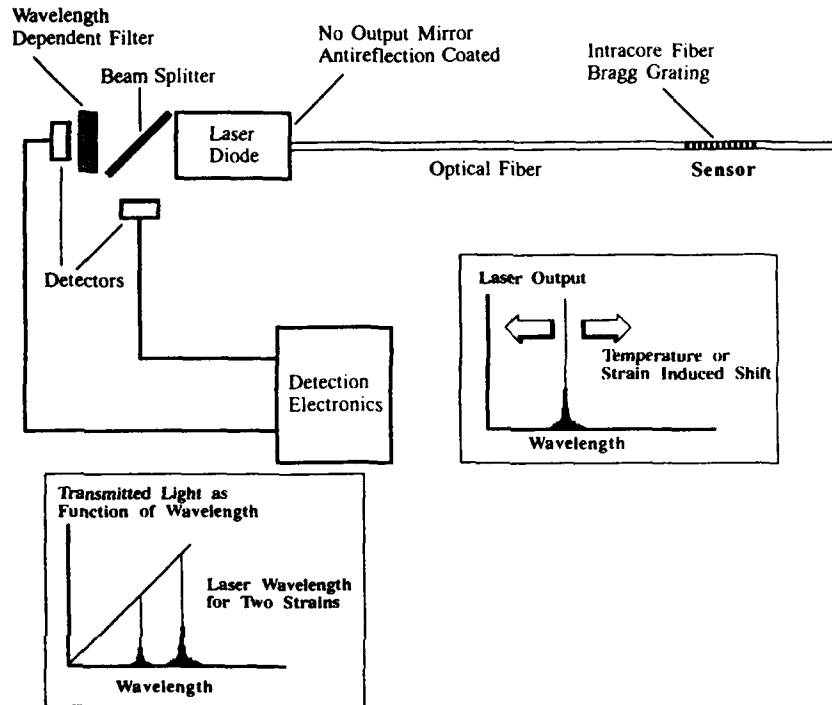 Wavelength
Dependent Filter
Beam Splitter
No Output Mirror
Antireflection Coated
Intracore Fiber
Bragg Grating
Laser
Diode
Optical Fiber
Sensor
Detectors
Detection
Electronics
Laser Output
Temperature or
Strain Induced Shift
Wavelength
Transmitted Light as
Function of Wavelength
Laser Wavelength
for Two Strains
Wavelength